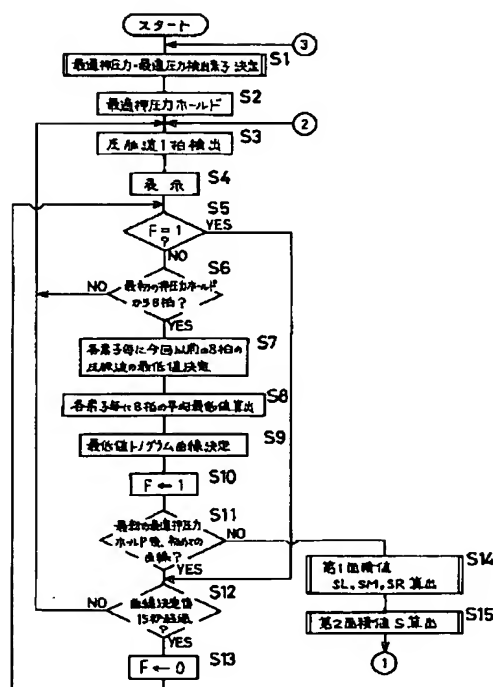 スタート
③
S1
最適押圧力・最適圧力検出素子決定
S2
最適押圧力ホールド
②
S3
圧脈波1拍検出
S4
表示
S5
F=1
?
YES
NO
S6
最初の押圧力ホールド
から8拍?
NO
YES
S7
各素子毎に今回以前の8拍の
圧脈波の最低値決定
S8
各素子毎に8拍の平均最低値算出
S9
最低値トノグラム曲線決定
S10
F←1
S11
最初の最適押圧力
ホールド後、初めての
曲線?
NO
YES
S12
曲線決定後
15秒経過
?
NO
YES
S13
F←0
S14
第1面積値
SL,SM,SR算出
S15
第2面積値S算出
①